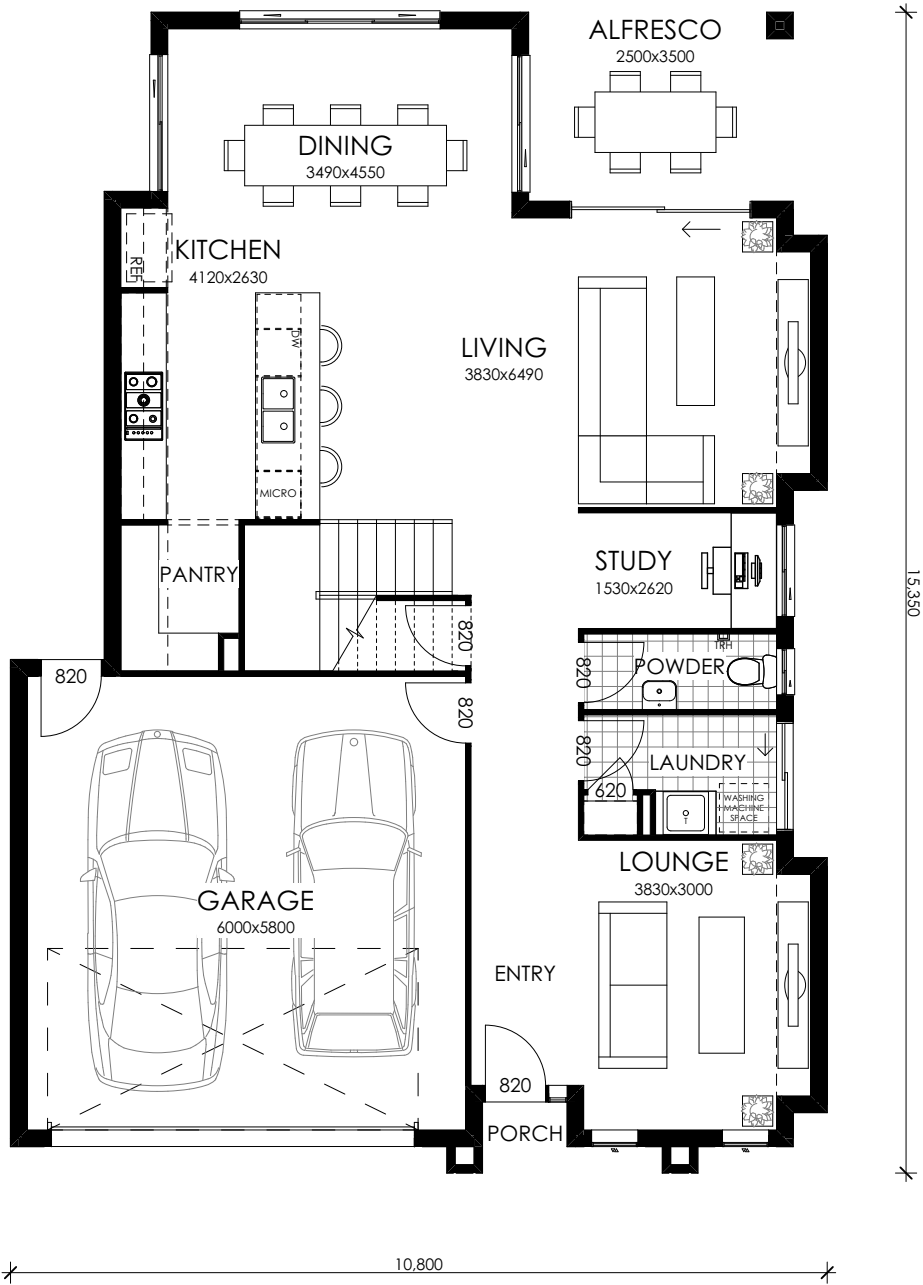 ALFRESCO
2500x3500
DINING
3490x4550
KITCHEN
4120x2630
REF
DW
LIVING
3830x6490
MICRO
PANTRY
STUDY
1530x2620
15,350
820
820
820
TRH
POWDER
820
820
LAUNDRY
620
WASHING
MACHINE
SPACE
LOUNGE
3830x3000
GARAGE
6000x5800
ENTRY
820
PORCH
10,800